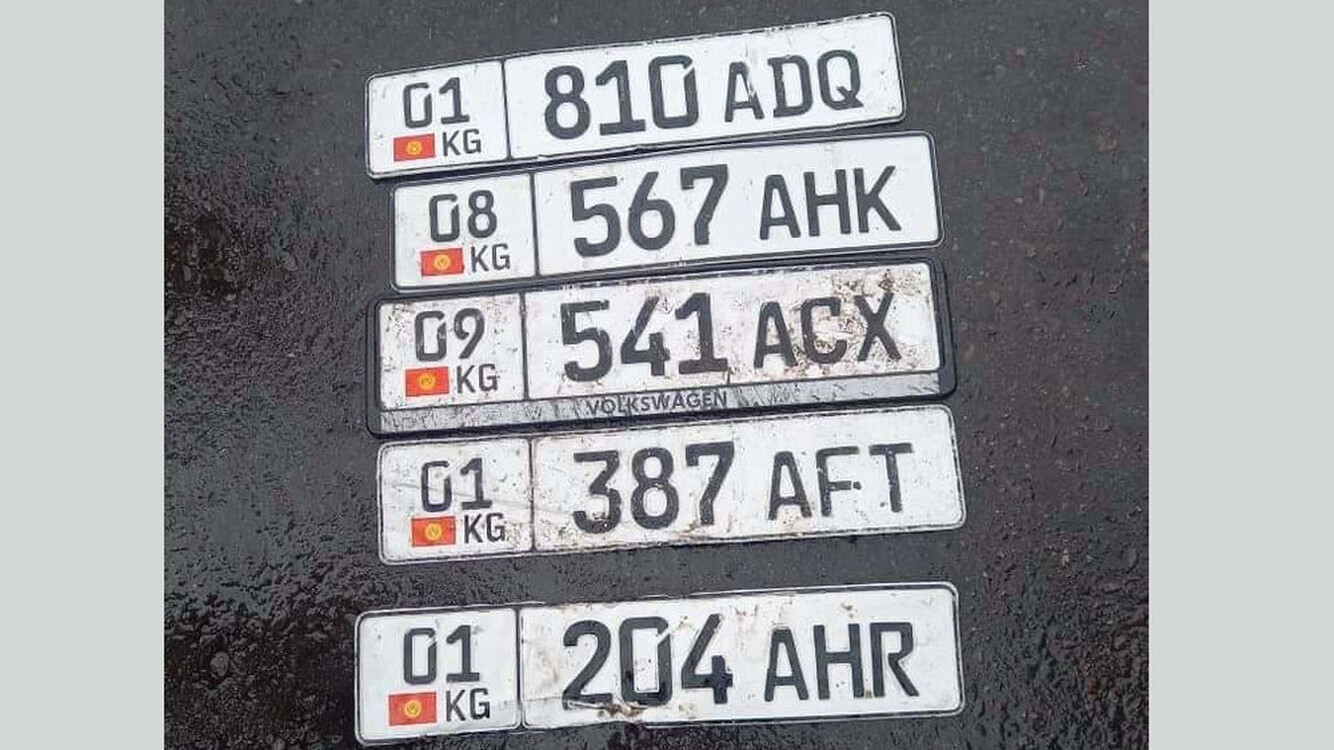 01 KG 810 ADQ
08 KG 567 AHK
09 KG 541 ACX
VOLKSWAGEN
01 KG 387 AFT
01 KG 204 AHR